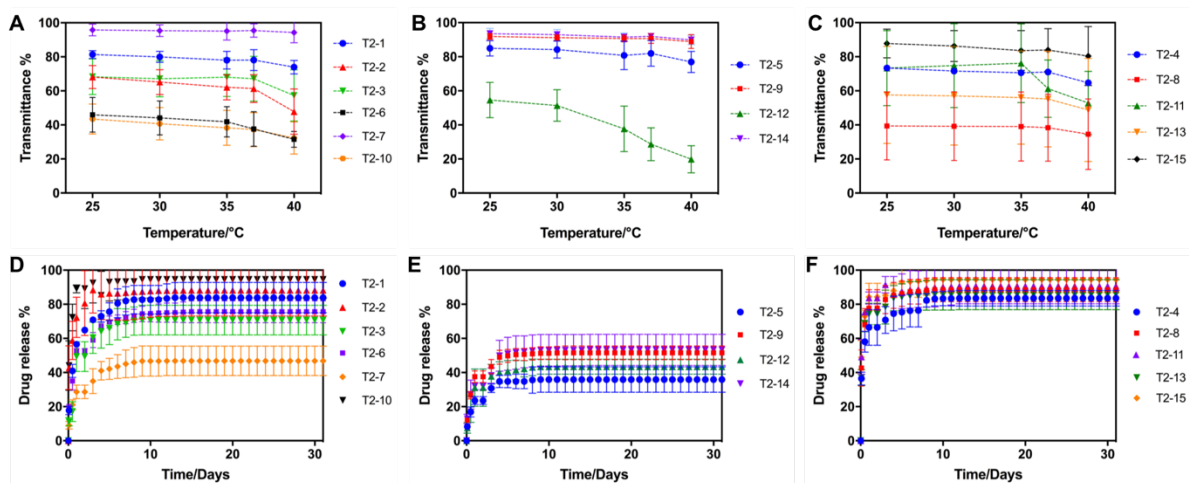 A
Transmittance %
100
80
60
40
20
0
25
30
35
40
Temperature/°C
T2-1
T2-2
T2-3
T2-6
T2-7
T2-10
B
Transmittance %
100
80
60
40
20
0
25
30
35
40
Temperature/°C
T2-5
T2-9
T2-12
T2-14
C
Transmittance %
100
80
60
40
20
0
25
30
35
40
Temperature/°C
T2-4
T2-8
T2-11
T2-13
T2-15
D
Drug release %
100
80
60
40
20
0
0
10
20
30
Time/Days
T2-1
T2-2
T2-3
T2-6
T2-7
T2-10
E
Drug release %
100
80
60
40
20
0
0
10
20
30
Time/Days
T2-5
T2-9
T2-12
T2-14
F
Drug release %
100
80
60
40
20
0
0
10
20
30
Time/Days
T2-4
T2-8
T2-11
T2-13
T2-15